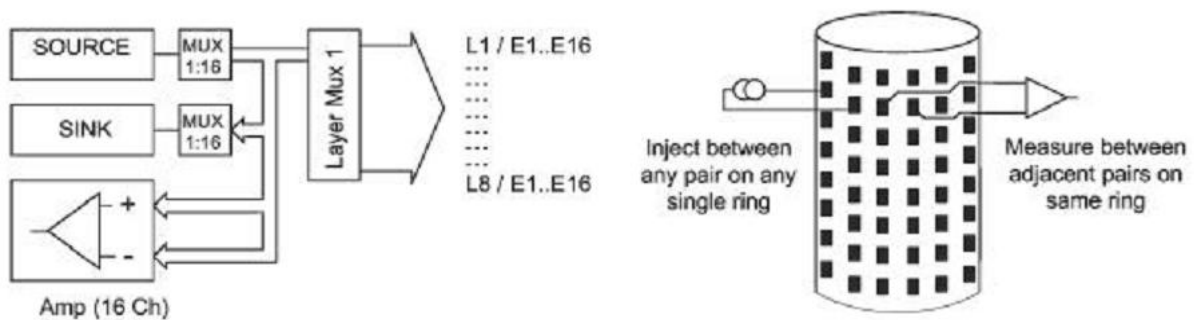 SOURCE
MUX
1:16
SINK
MUX
1:16
+
-
Amp (16 Ch)
Layer Mux 1
L1 / E1..E16
L8 / E1..E16
Inject between
any pair on any
single ring
Measure between
adjacent pairs on
same ring